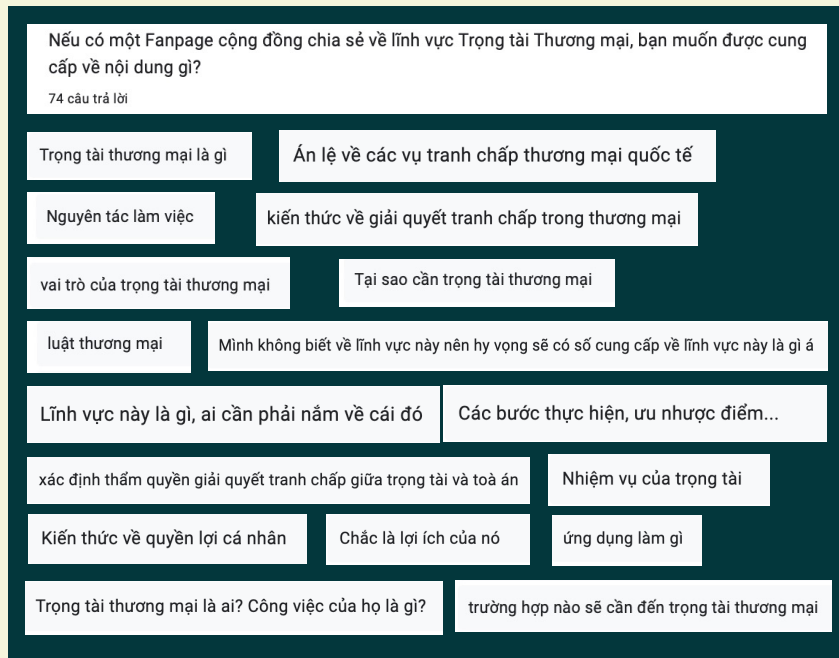 Nếu có một Fanpage cộng đồng chia sẻ về lĩnh vực Trọng tài Thương mại, bạn muốn được cung
cấp về nội dung gì?
74 câu trả lời
Trọng tài thương mại là gì
Án lệ về các vụ tranh chấp thương mại quốc tế
Nguyên tác làm việc
kiến thức về giải quyết tranh chấp trong thương mại
vai trò của trọng tài thương mại
Tại sao cần trọng tài thương mại
luật thương mại
Mình không biết về lĩnh vực này nên hy vọng sẽ có số cung cấp về lĩnh vực này là gì á
Lĩnh vực này là gì, ai cần phải nắm về cái đó
Các bước thực hiện, ưu nhược điểm...
xác định thẩm quyền giải quyết tranh chấp giữa trọng tài và toà án
Nhiệm vụ của trọng tài
Kiến thức về quyền lợi cá nhân
Chắc là lợi ích của nó
ứng dụng làm gì
Trọng tài thương mại là ai? Công việc của họ là gì?
trường hợp nào sẽ cần đến trọng tài thương mại